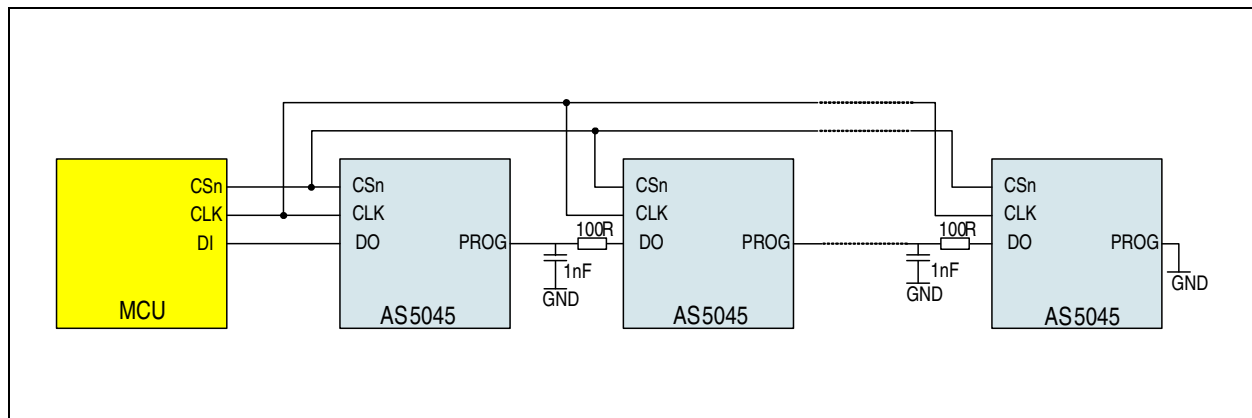 CSn
CLK
DI
MCU
CSn
CLK
DO
PROG
AS5045
100R
1nF
GND
CSn
CLK
DO
PROG
AS5045
100R
1nF
GND
CSn
CLK
DO
PROG
AS5045
GND